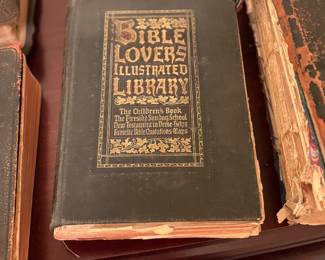 BIBLE
LOVERS
ILLUSTRATED
LIBRARY
The Children's Book
The Fireside Sunday School
New Testament in Verse-Helps
Favorite Bible Quotations-Maps